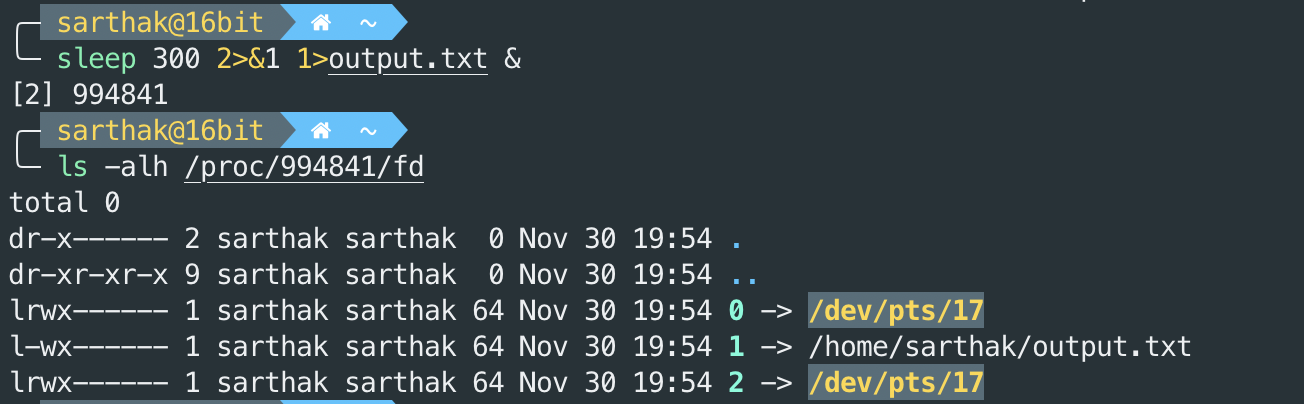 sarthak@16bit ~
sleep 300 2>&1 1>output.txt &
[2] 994841
sarthak@16bit ~
ls -alh /proc/994841/fd
total 0
dr-x------ 2 sarthak sarthak  0 Nov 30 19:54 .
dr-xr-xr-x 9 sarthak sarthak  0 Nov 30 19:54 ..
lrwx------ 1 sarthak sarthak 64 Nov 30 19:54 0 -> /dev/pts/17
l-wx------ 1 sarthak sarthak 64 Nov 30 19:54 1 -> /home/sarthak/output.txt
lrwx------ 1 sarthak sarthak 64 Nov 30 19:54 2 -> /dev/pts/17